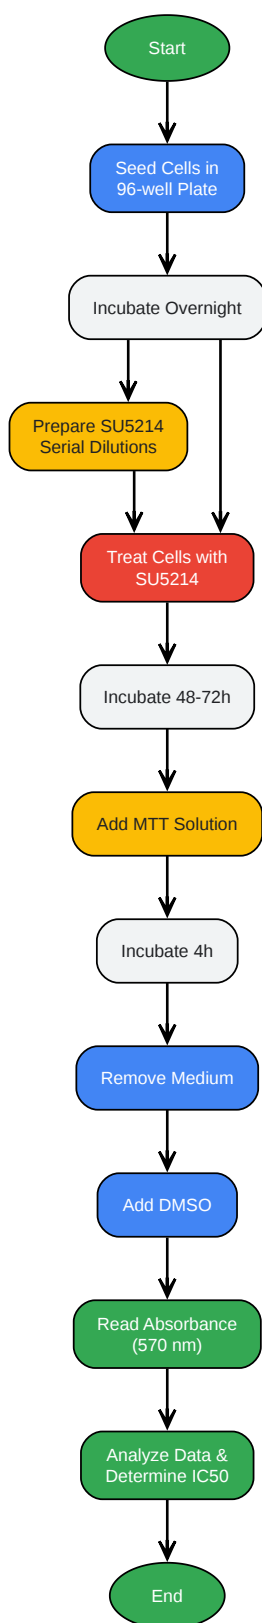 Start
Seed Cells in
96-well Plate
Incubate Overnight
Prepare SU5214
Serial Dilutions
Treat Cells with
SU5214
Incubate 48-72h
Add MTT Solution
Incubate 4h
Remove Medium
Add DMSO
Read Absorbance
(570 nm)
Analyze Data &
Determine IC50
End